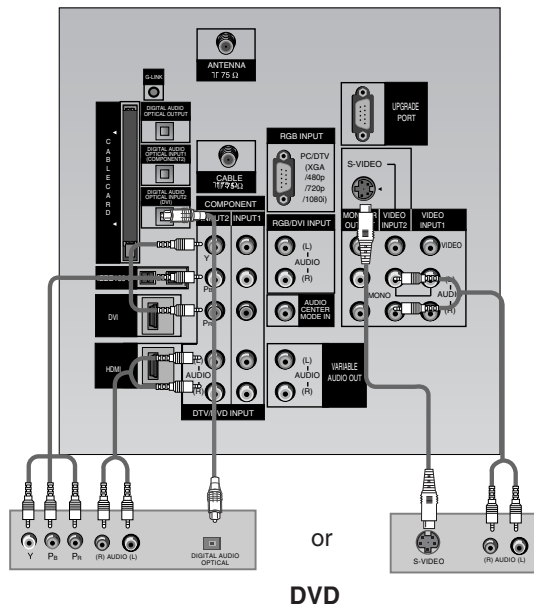 ANTENNA
75 Ω
G-LINK
CABLECARD
DIGITAL AUDIO
OPTICAL OUTPUT
DIGITAL AUDIO
OPTICAL INPUT1
(COMPONENT2)
DIGITAL AUDIO
OPTICAL INPUT2
(DVI)
CABLE
75 Ω
RGB INPUT
PC/DTV
(XGA
/480p
/720p
/1080i)
UPGRADE
PORT
S-VIDEO
COMPONENT
INPUT1
Y
PB
PR
RGB/DVI INPUT
(L)
AUDIO
(R)
VIDEO
INPUT2
VIDEO
INPUT1
VIDEO
MONO
(R)
DVI
AUDIO
CENTER
MODE IN
HDMI
AUDIO
(R)
(L)
AUDIO
(R)
VARIABLE
AUDIO OUT
DTV/DVD INPUT
Y PB PR (R) AUDIO (L)
DIGITAL AUDIO
OPTICAL
or
S-VIDEO
(R) AUDIO (L)
DVD